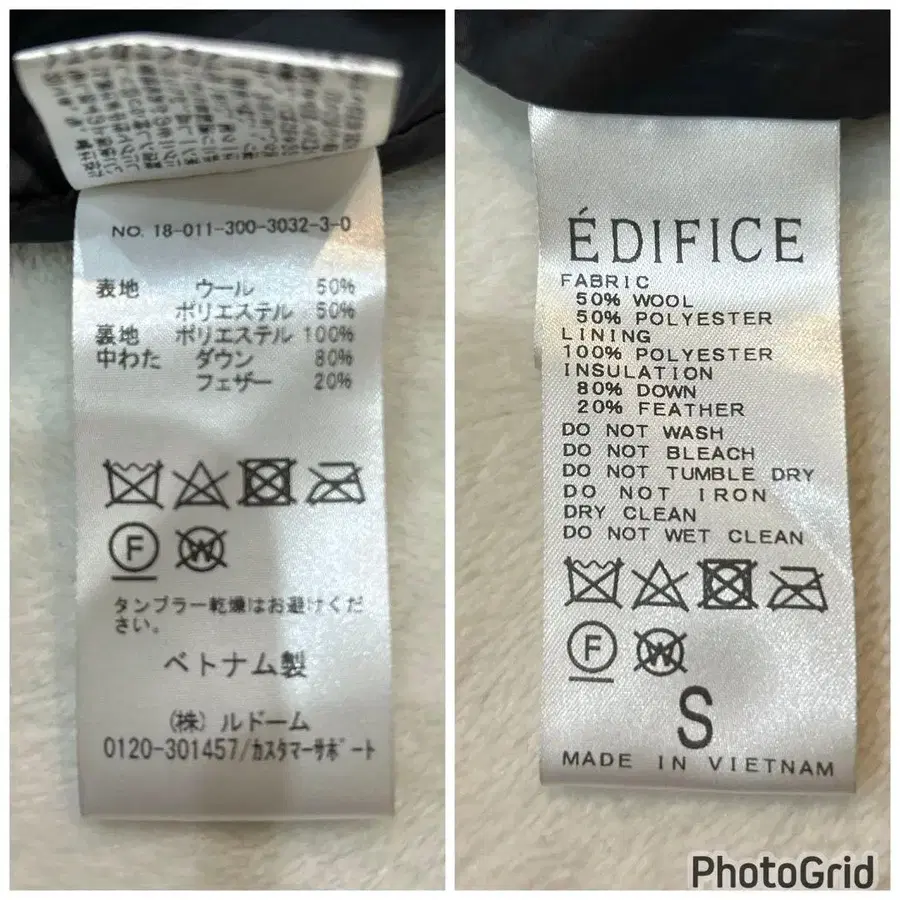 NO. 18-011-300-3032-3-0
表地 ウール 50%
ポリエステル 50%
裏地 ポリエステル 100%
中わた ダウン 80%
フェザー 20%
F
W
タンブラー乾燥はお避けくだ
さい。
ベトナム製
(株) ルドーム
0120-301457/カスタマーサポート
ÉDIFICE
FABRIC
50% WOOL
50% POLYESTER
LINING
100% POLYESTER
INSULATION
80% DOWN
20% FEATHER
DO NOT WASH
DO NOT BLEACH
DO NOT TUMBLE DRY
DO NOT IRON
DRY CLEAN
DO NOT WET CLEAN
F
W
S
MADE IN VIETNAM
PhotoGrid